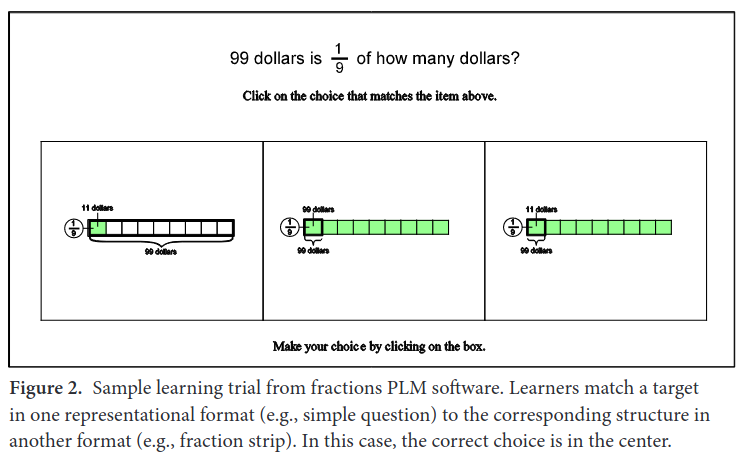 99 dollars is 1/9 of how many dollars?
Click on the choice that matches the item above.
11 dollars
1/9
99 dollars
99 dollars
1/9
99 dollars
11 dollars
1/9
99 dollars
Make your choice by clicking on the box.
Figure 2. Sample learning trial from fractions PLM software. Learners match a target
in one representational format (e.g., simple question) to the corresponding structure in
another format (e.g., fraction strip). In this case, the correct choice is in the center.